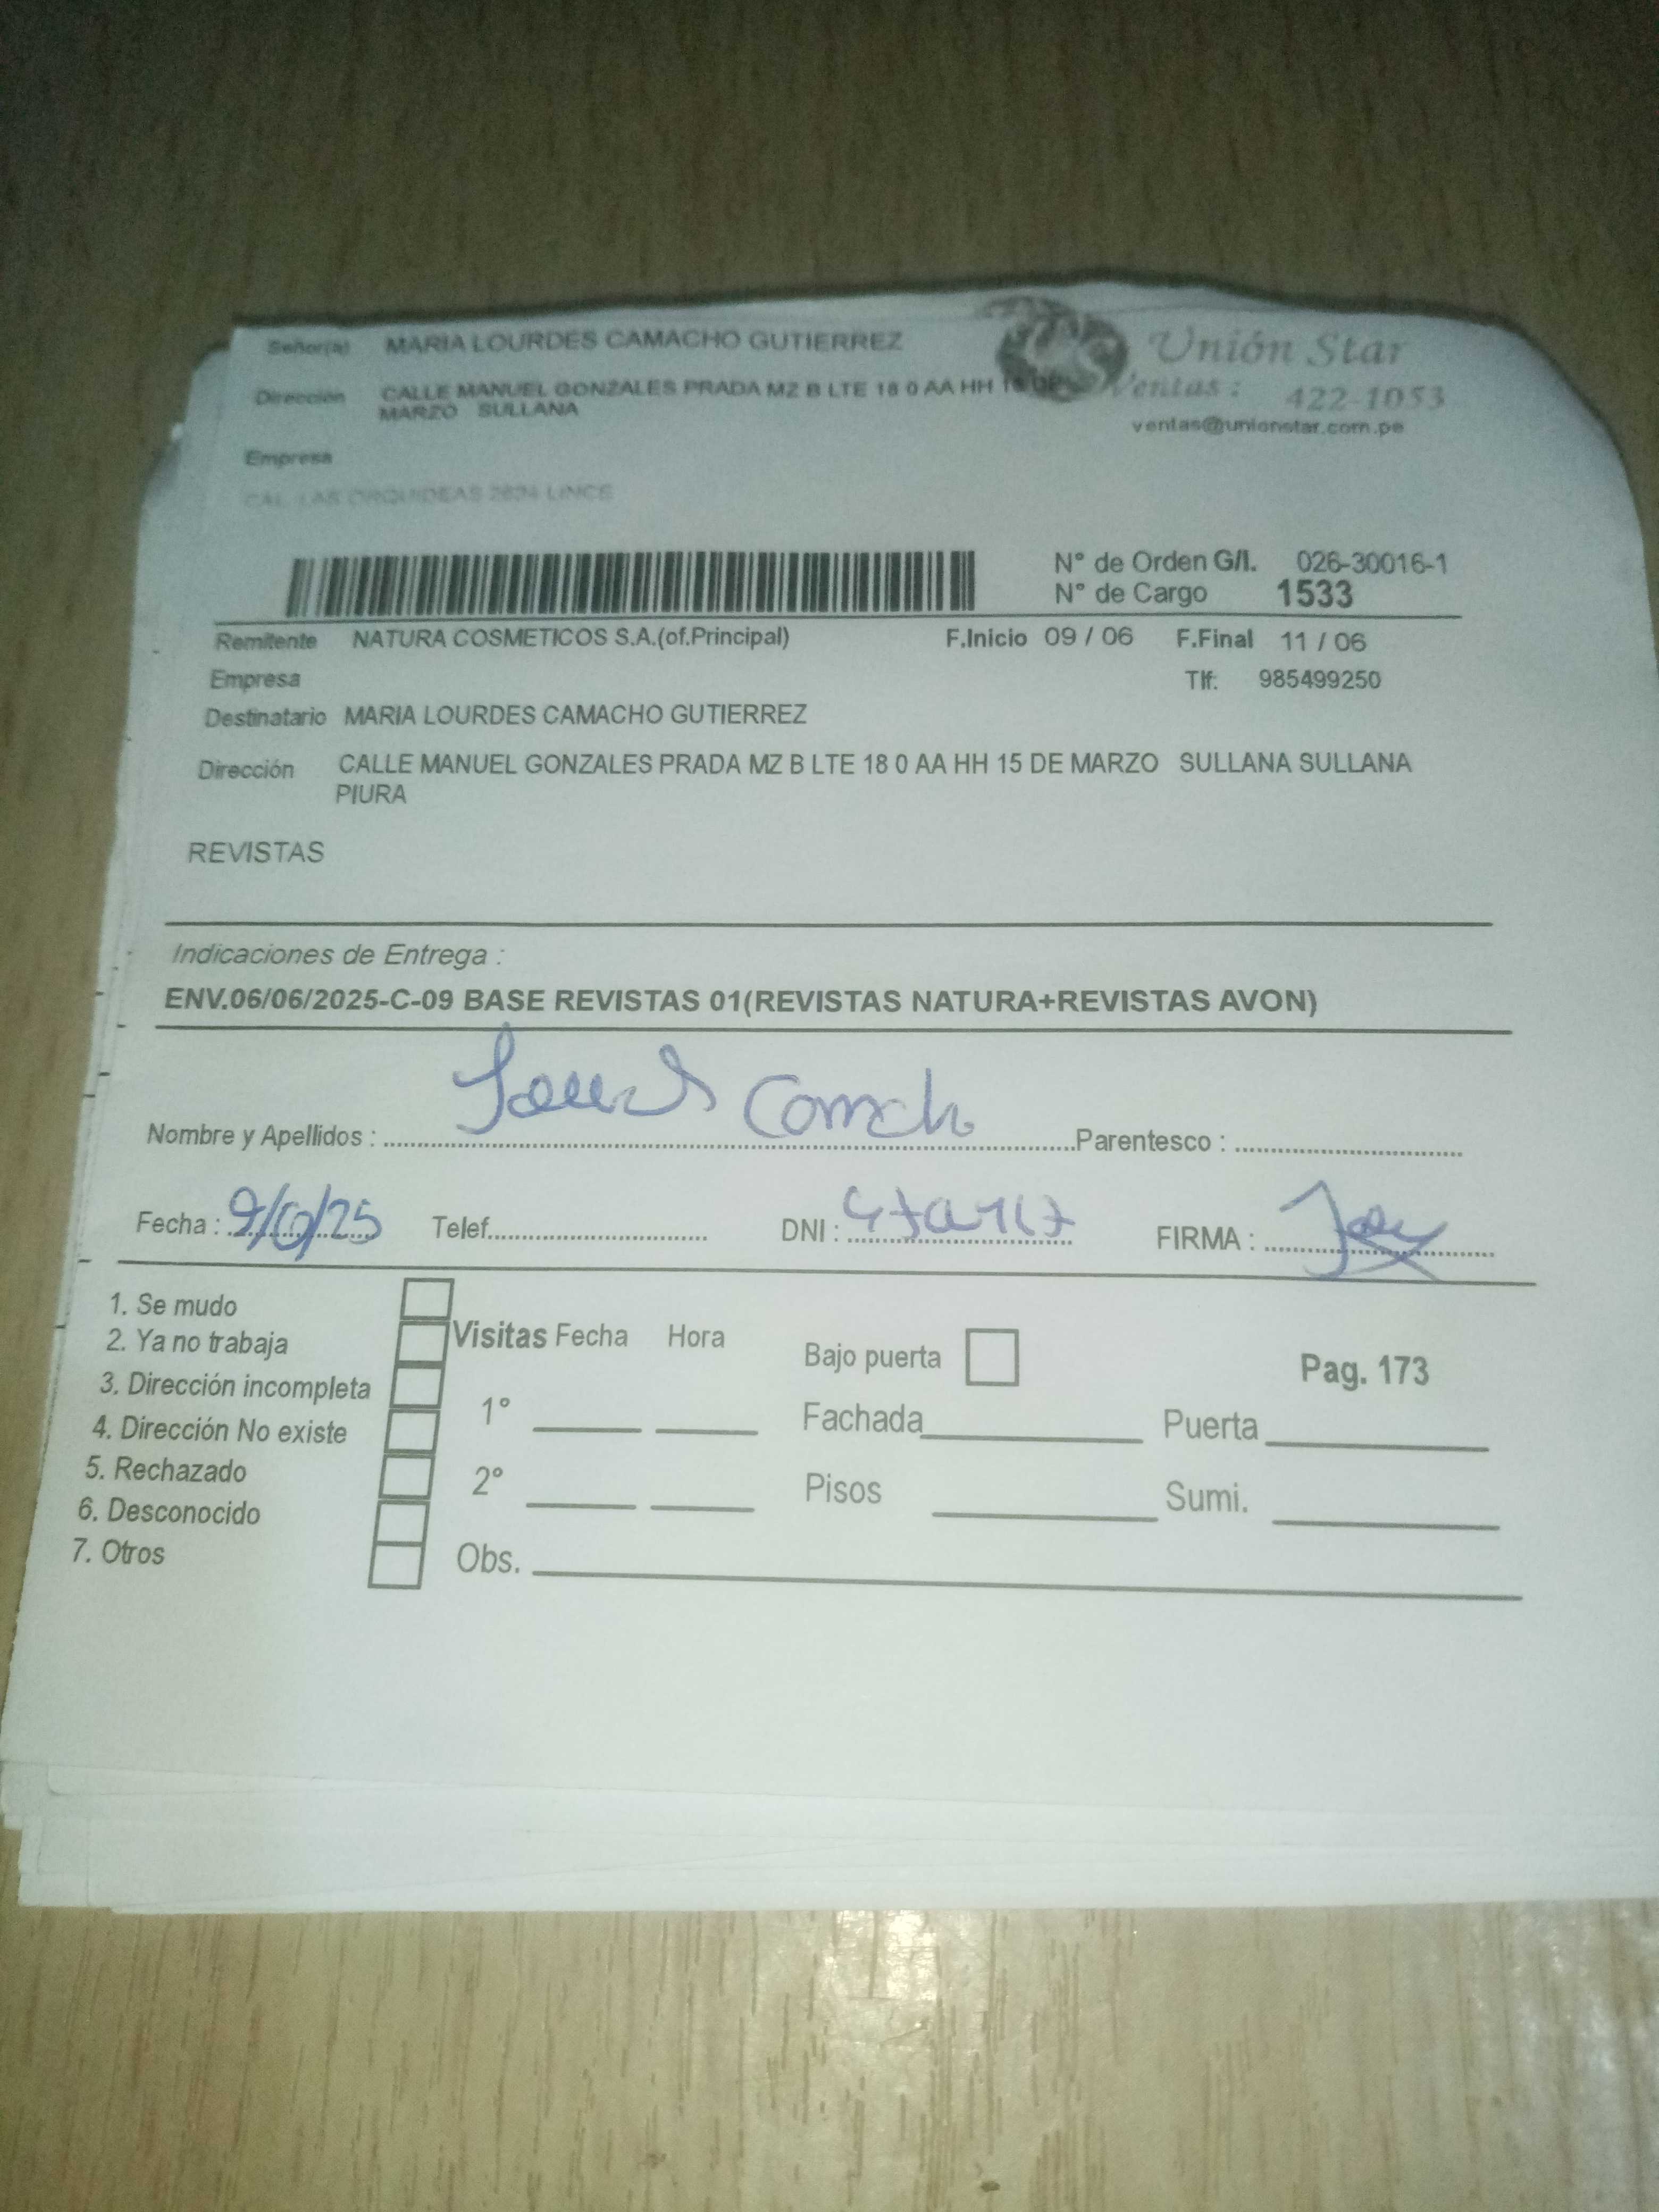 Señor(a) MARIA LOURDES CAMACHO GUTIERREZ
Unión Star
Dirección CALLE MANUEL GONZALES PRADA MZ B LTE 18 0 AA HH 15 DE
MARZO SULLANA
Ventas : 422-1053
ventas@unionstar.com.pe
Empresa
CAL. LAS ORQUIDEAS LINCE
N° de Orden G/I. 026-30016-1
N° de Cargo 1533
Remitente NATURA COSMETICOS S.A.(of.Principal) F.Inicio 09 / 06 F.Final 11 / 06
Empresa Tlf: 985499250
Destinatario MARIA LOURDES CAMACHO GUTIERREZ
Dirección CALLE MANUEL GONZALES PRADA MZ B LTE 18 0 AA HH 15 DE MARZO SULLANA SULLANA
PIURA
REVISTAS
Indicaciones de Entrega :
ENV.06/06/2025-C-09 BASE REVISTAS 01(REVISTAS NATURA+REVISTAS AVON)
Nombre y Apellidos : Parentesco :
Fecha : Telef. DNI : FIRMA :
1. Se mudo
2. Ya no trabaja
3. Dirección incompleta
4. Dirección No existe
5. Rechazado
6. Desconocido
7. Otros
Visitas Fecha Hora
1°
2°
Obs.
Bajo puerta Pag. 173
Fachada Puerta
Pisos Sumi.